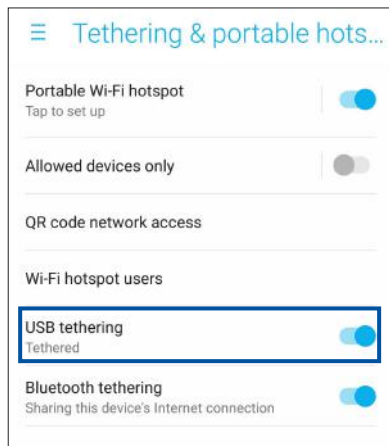 Tethering & portable hots...
Portable Wi-Fi hotspot
Tap to set up
Allowed devices only
QR code network access
Wi-Fi hotspot users
USB tethering
Tethered
Bluetooth tethering
Sharing this device's Internet connection